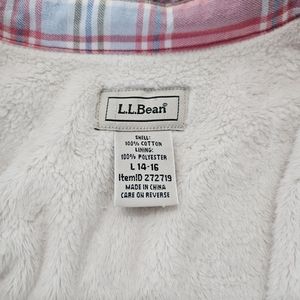 L.L.Bean®
SHELL:
100% COTTON
LINING:
100% POLYESTER
L 14-16
ItemID 272719
MADE IN CHINA
CARE ON REVERSE